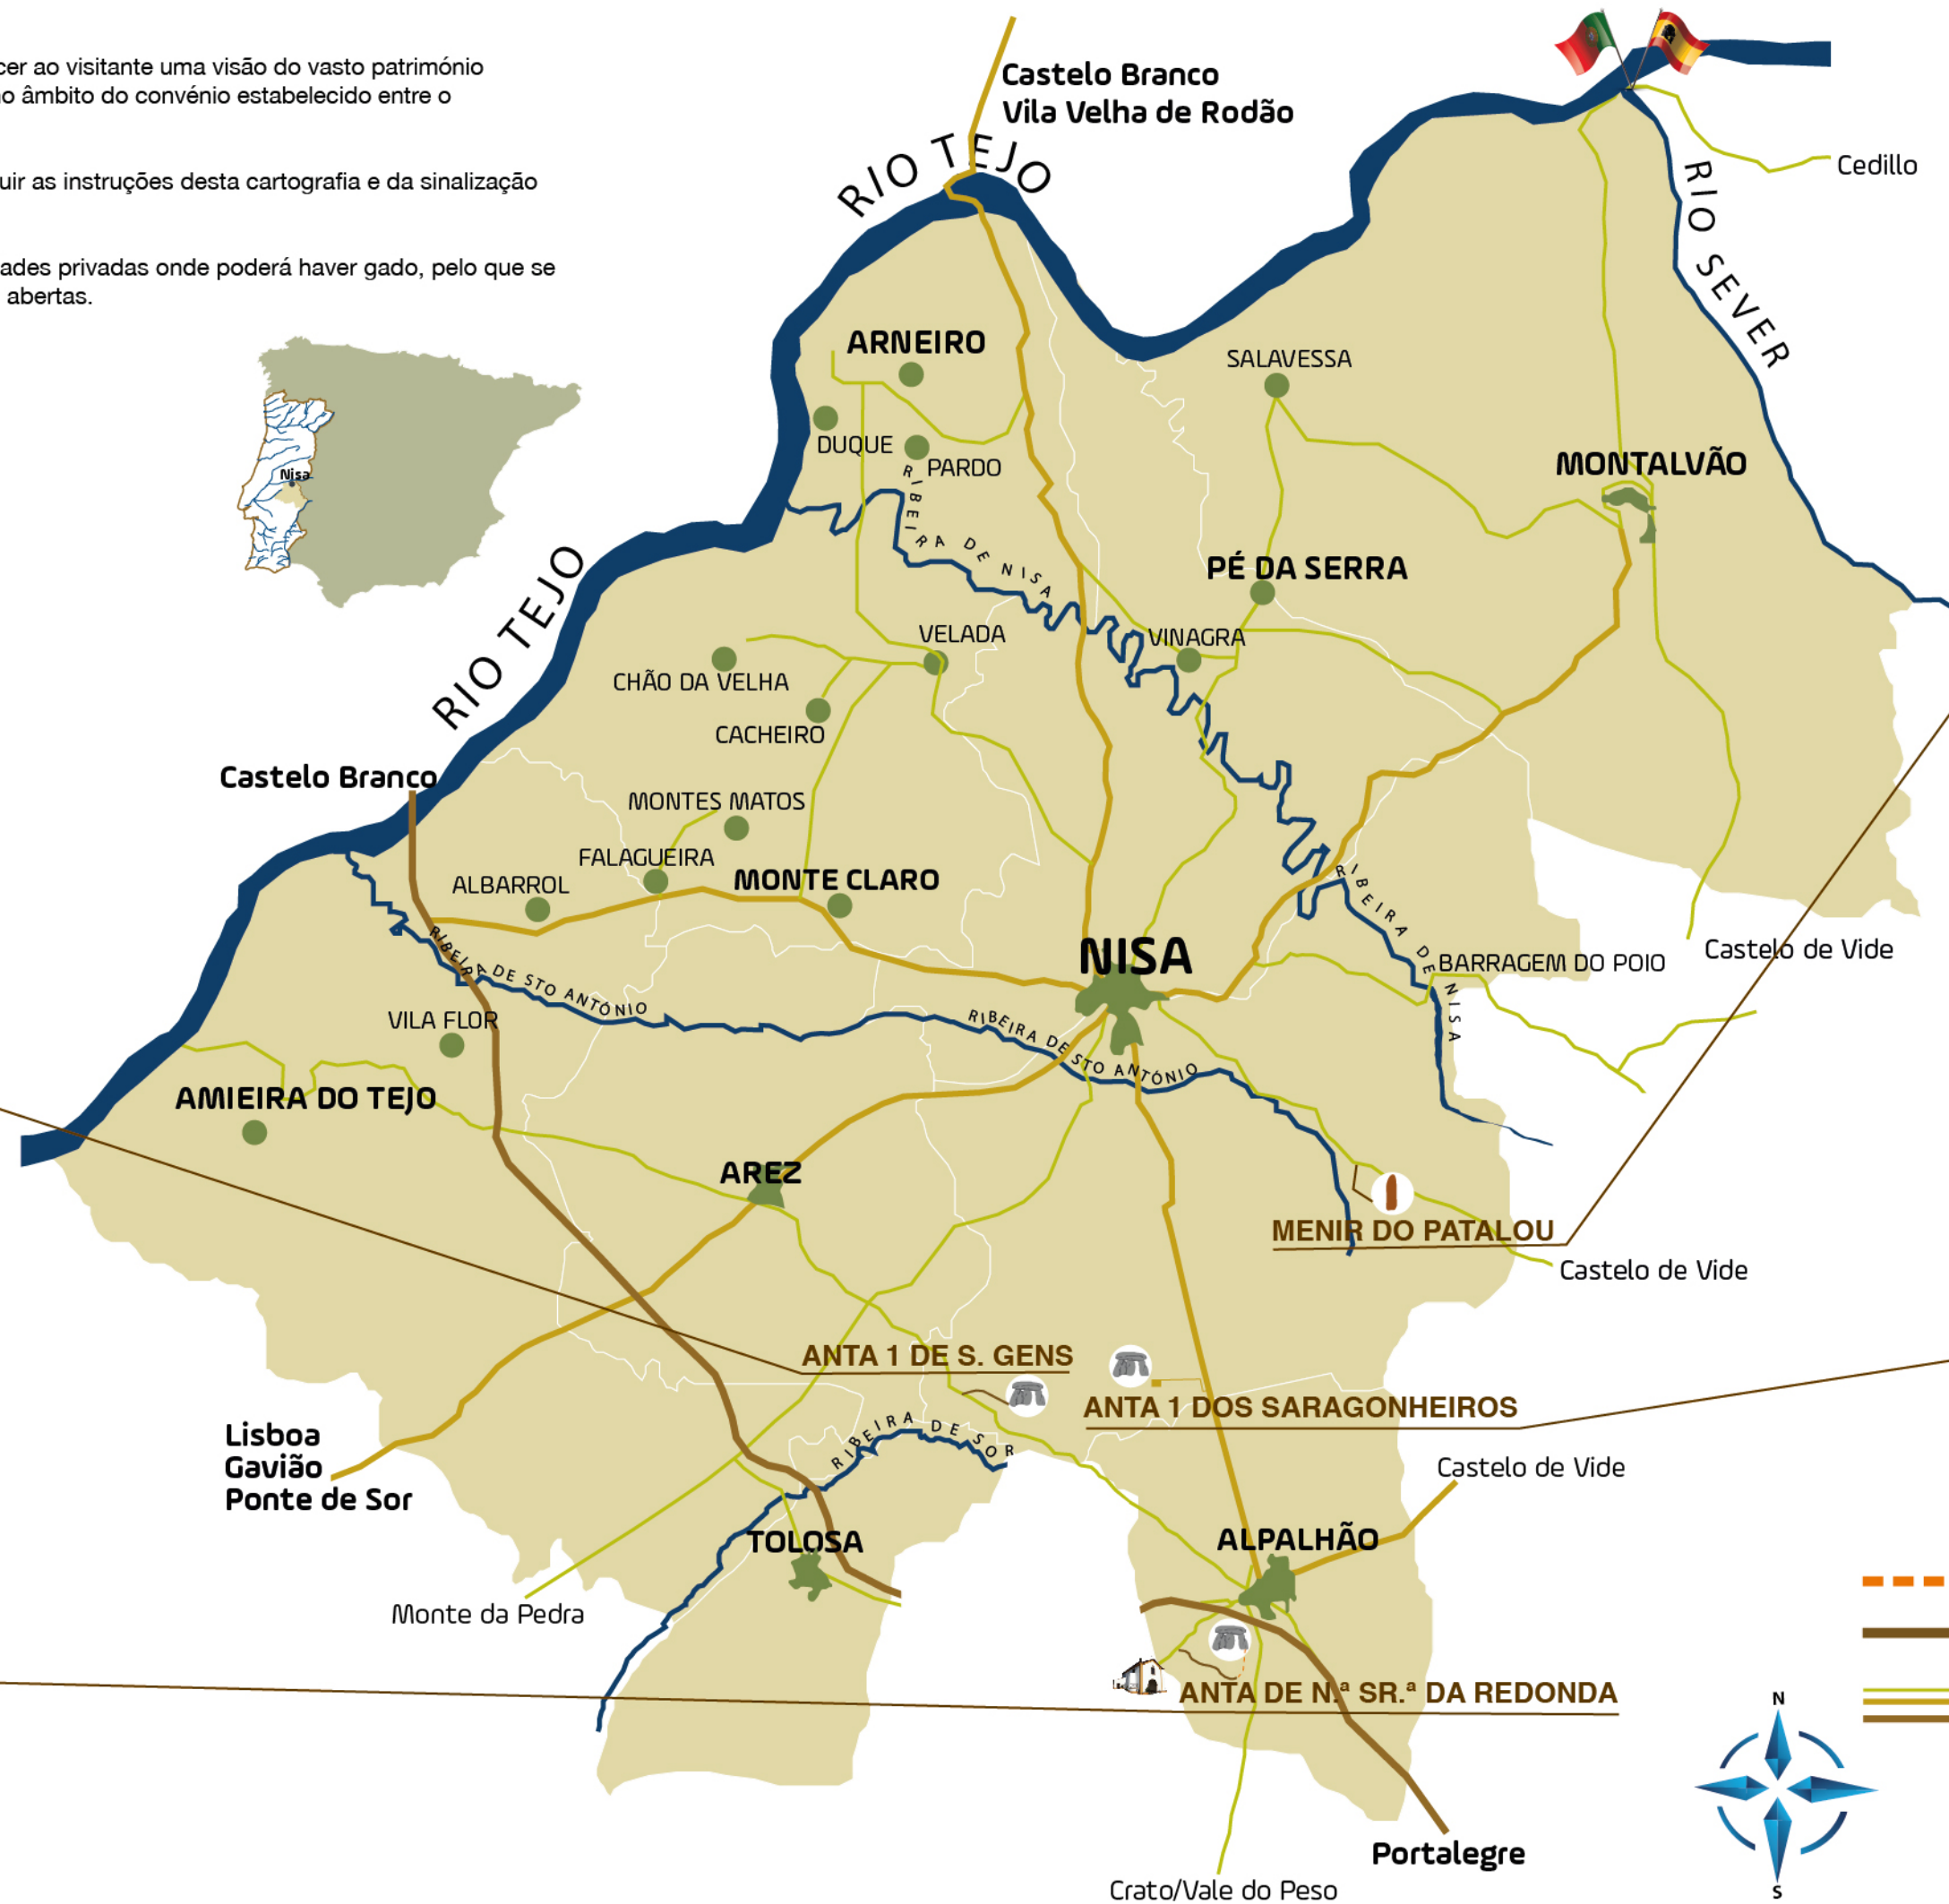 cer ao visitante uma visão do vasto património
no âmbito do convénio estabelecido entre o
uir as instruções desta cartografia e da sinalização
ades privadas onde poderá haver gado, pelo que se
abertas.
Castelo Branco
Vila Velha de Rodão
RIO TEJO
Cedillo
RIO SEVER
ARNEIRO
SALAVESSA
DUQUE
PARDO
MONTALVÃO
Nisa
RIBEIRA DE NISA
PÉ DA SERRA
RIO TEJO
VELADA
VINAGRA
CHÃO DA VELHA
CACHEIRO
Castelo Branco
MONTES MATOS
FALAGUEIRA
ALBARROL
MONTE CLARO
RIBEIRA DE NISA
NISA
BARRAGEM DO POIO
Castelo de Vide
RIBEIRA DE STO ANTÓNIO
VILA FLOR
RIBEIRA DE STO ANTÓNIO
AMIEIRA DO TEJO
AREZ
MENIR DO PATALOU
Castelo de Vide
ANTA 1 DE S. GENS
ANTA 1 DOS SARAGONHEIROS
RIBEIRA DE SOR
Lisboa
Gavião
Ponte de Sor
Castelo de Vide
TOLOSA
ALPALHÃO
Monte da Pedra
ANTA DE N.ª SR.ª DA REDONDA
N
Portalegre
Crato/Vale do Peso
S